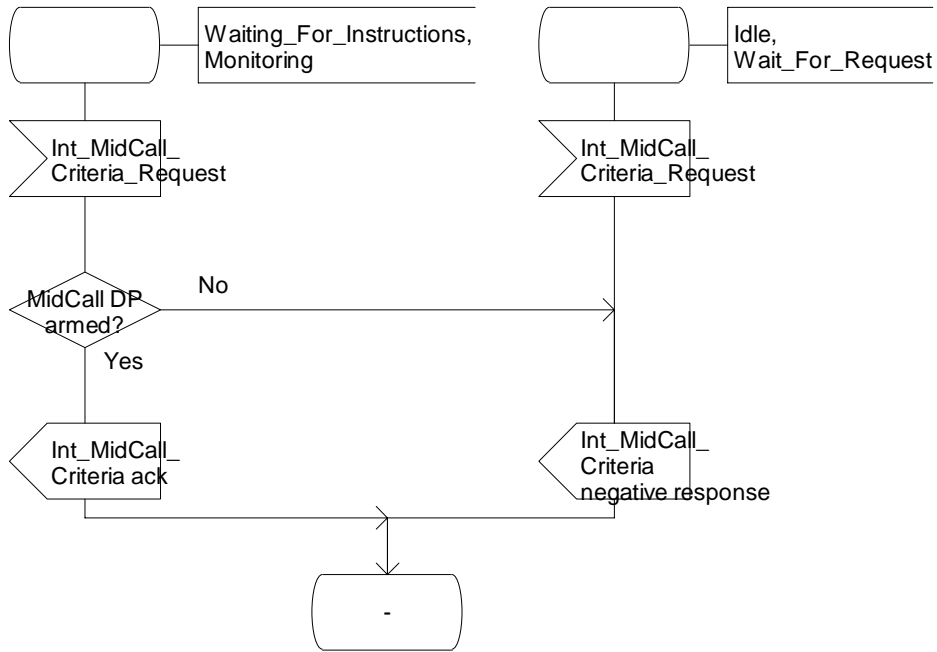 Waiting_For_Instructions,
Monitoring
Idle,
Wait_For_Request
Int_MidCall_
Criteria_Request
Int_MidCall_
Criteria_Request
MidCall DP
armed?
No
Yes
Int_MidCall_
Criteria ack
Int_MidCall_
Criteria
negative response
-